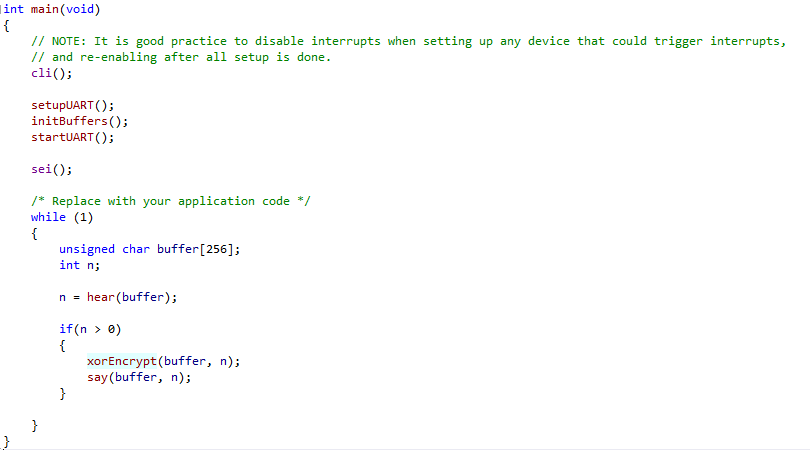 int main(void)
{
    // NOTE: It is good practice to disable interrupts when setting up any device that could trigger interrupts,
    // and re-enabling after all setup is done.
    cli();

    setupUART();
    initBuffers();
    startUART();

    sei();

    /* Replace with your application code */
    while (1)
    {
        unsigned char buffer[256];
        int n;

        n = hear(buffer);

        if(n > 0)
        {
            xorEncrypt(buffer, n);
            say(buffer, n);
        }

    }
}